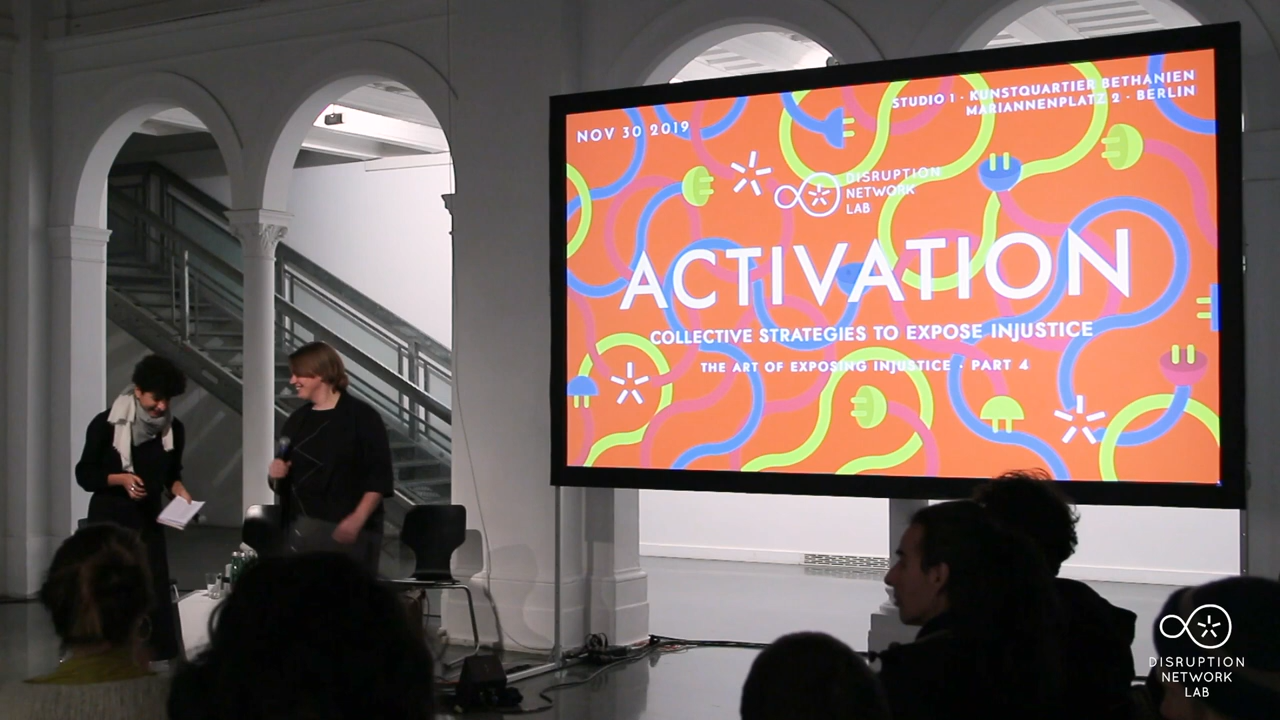 NOV 30 2019
STUDIO 1 · KUNSTQUARTIER BETHANIEN
MARIANNENPLATZ 2 · BERLIN
DISRUPTION
NETWORK
LAB
ACTIVATION
COLLECTIVE STRATEGIES TO EXPOSE INJUSTICE
THE ART OF EXPOSING INJUSTICE · PART 4
DISRUPTION
NETWORK
LAB